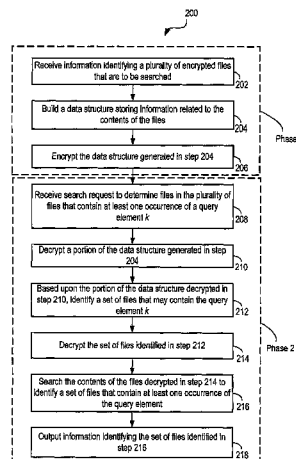 200
Receive information identifying a plurality of encrypted files
that are to be searched
202
Build a data structure storing information related to the
contents of the files
204
Encrypt the data structure generated in step 204
206
Phase
Receive search request to determine files in the plurality of
files that contain at least one occurrence of a query
element k
208
Decrypt a portion of the data structure generated in step
204
210
Based upon the portion of the data structure decrypted in
step 210, identify a set of files that may contain the query
element k
212
Phase 2
Decrypt the set of files identified in step 212
214
Search the contents of the files decrypted in step 214 to
identify a set of files that contain at least one occurrence of
the query element
216
Output information identifying the set of files identified in
step 216
218